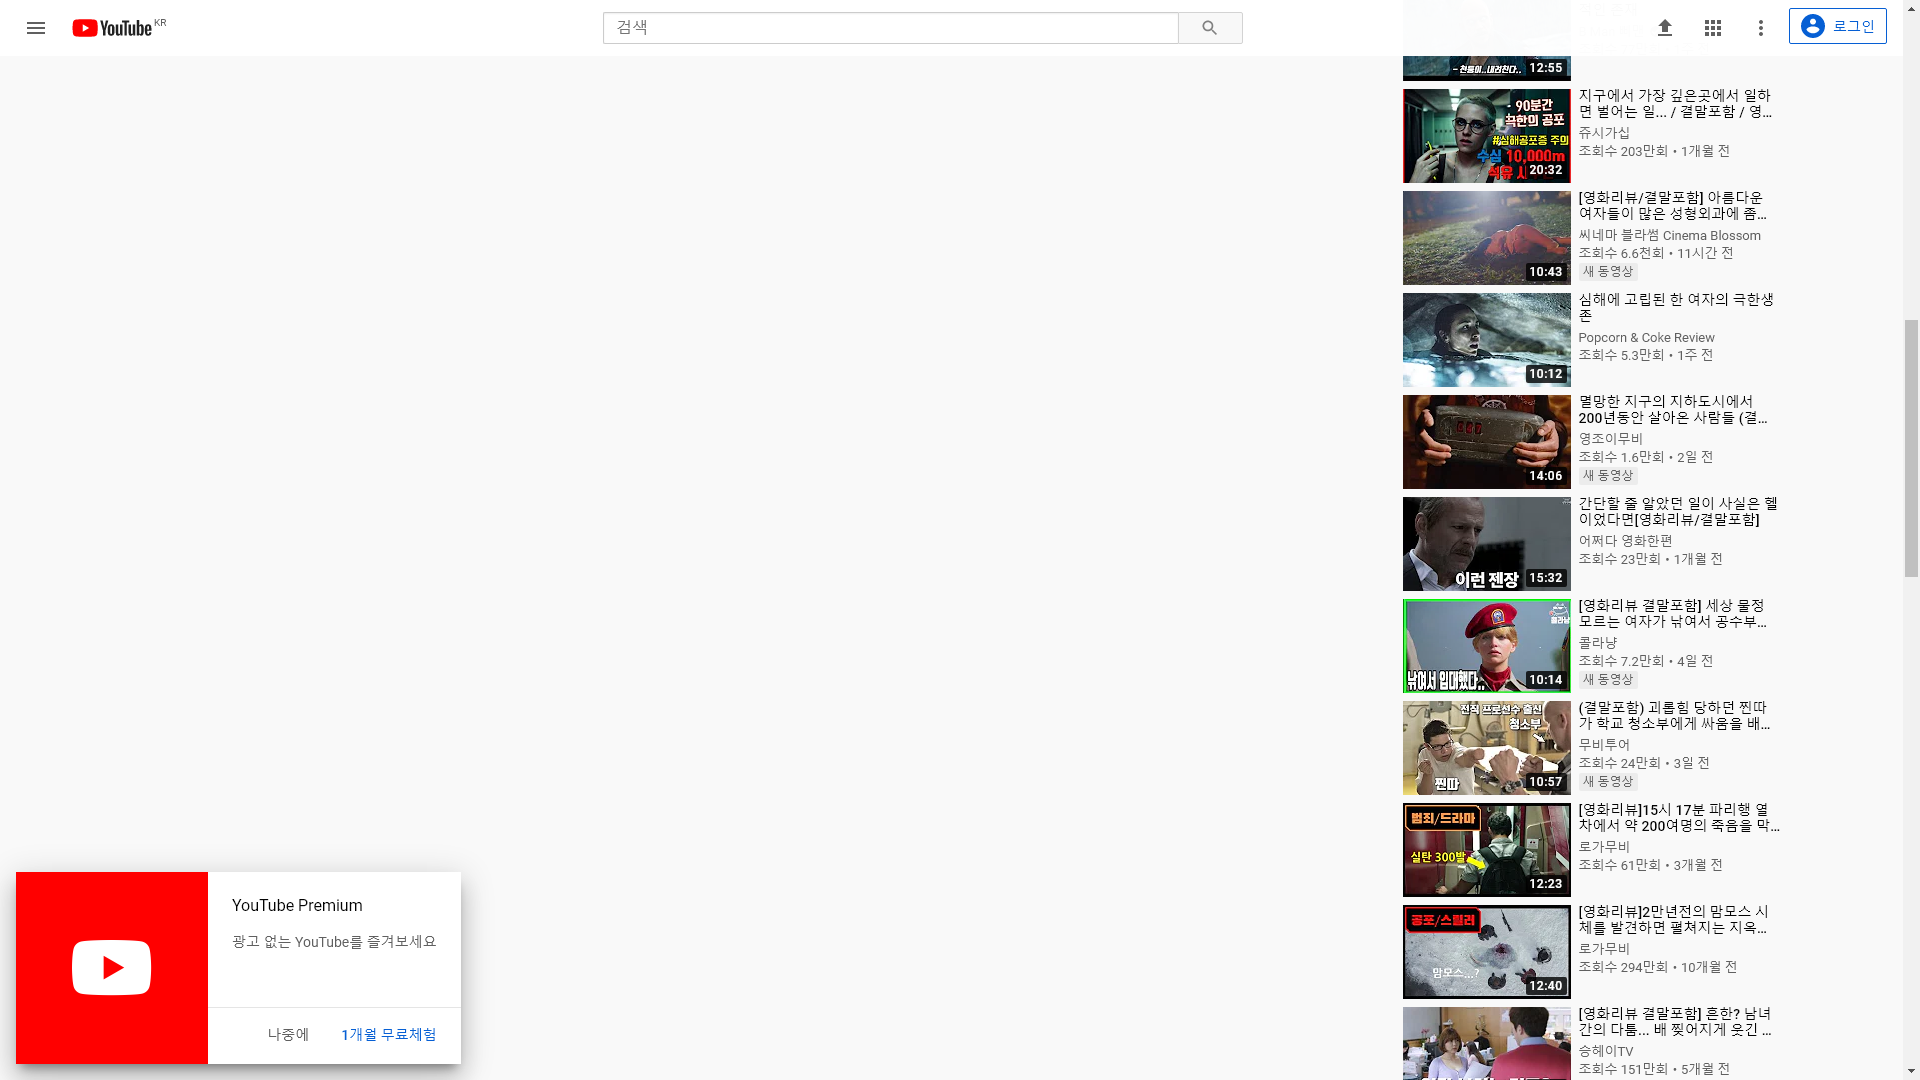 YouTube KR
검색
로그인
- 천둥이..내려친다..
12:55
- 90분간
극한의 공포
#심해공포증 주의
수심 10,000m
20:32
지구에서 가장 깊은곳에서 일하
면 벌어는 일... / 결말포함 / 영...
쥬시가십
조회수 203만회 • 1개월 전
10:43
[영화리뷰/결말포함] 아름다운
여자들이 많은 성형외과에 좀...
씨네마 블라썸 Cinema Blossom
조회수 6.6천회 • 11시간 전
새 동영상
10:12
심해에 고립된 한 여자의 극한생
존
Popcorn & Coke Review
조회수 5.3만회 • 1주 전
14:06
멸망한 지구의 지하도시에서
200년동안 살아온 사람들 (결...
영조이무비
조회수 1.6만회 • 2일 전
새 동영상
이런 젠장
15:32
간단할 줄 알았던 일이 사실은 헬
이었다면[영화리뷰/결말포함]
어쩌다 영화한편
조회수 23만회 • 1개월 전
콜라냥
낚여서 입대했다..
10:14
[영화리뷰 결말포함] 세상 물정
모르는 여자가 낚여서 공수부...
콜라냥
조회수 7.2만회 • 4일 전
새 동영상
전직 프로선수 출신
청소부
찐따
10:57
(결말포함) 괴롭힘 당하던 찐따
가 학교 청소부에게 싸움을 배...
무비투어
조회수 24만회 • 3일 전
새 동영상
범죄/드라마
실탄 300발
12:23
[영화리뷰]15시 17분 파리행 열
차에서 약 200여명의 죽음을 막...
로가무비
조회수 61만회 • 3개월 전
공포/스릴러
맘모스...?
12:40
[영화리뷰]2만년전의 맘모스 시
체를 발견하면 펼쳐지는 지옥...
로가무비
조회수 294만회 • 10개월 전
[영화리뷰 결말포함] 흔한? 남녀
간의 다툼... 배 찢어지게 웃긴 ...
승혜이TV
조회수 151만회 • 5개월 전
YouTube Premium
광고 없는 YouTube를 즐겨보세요
나중에
1개월 무료체험